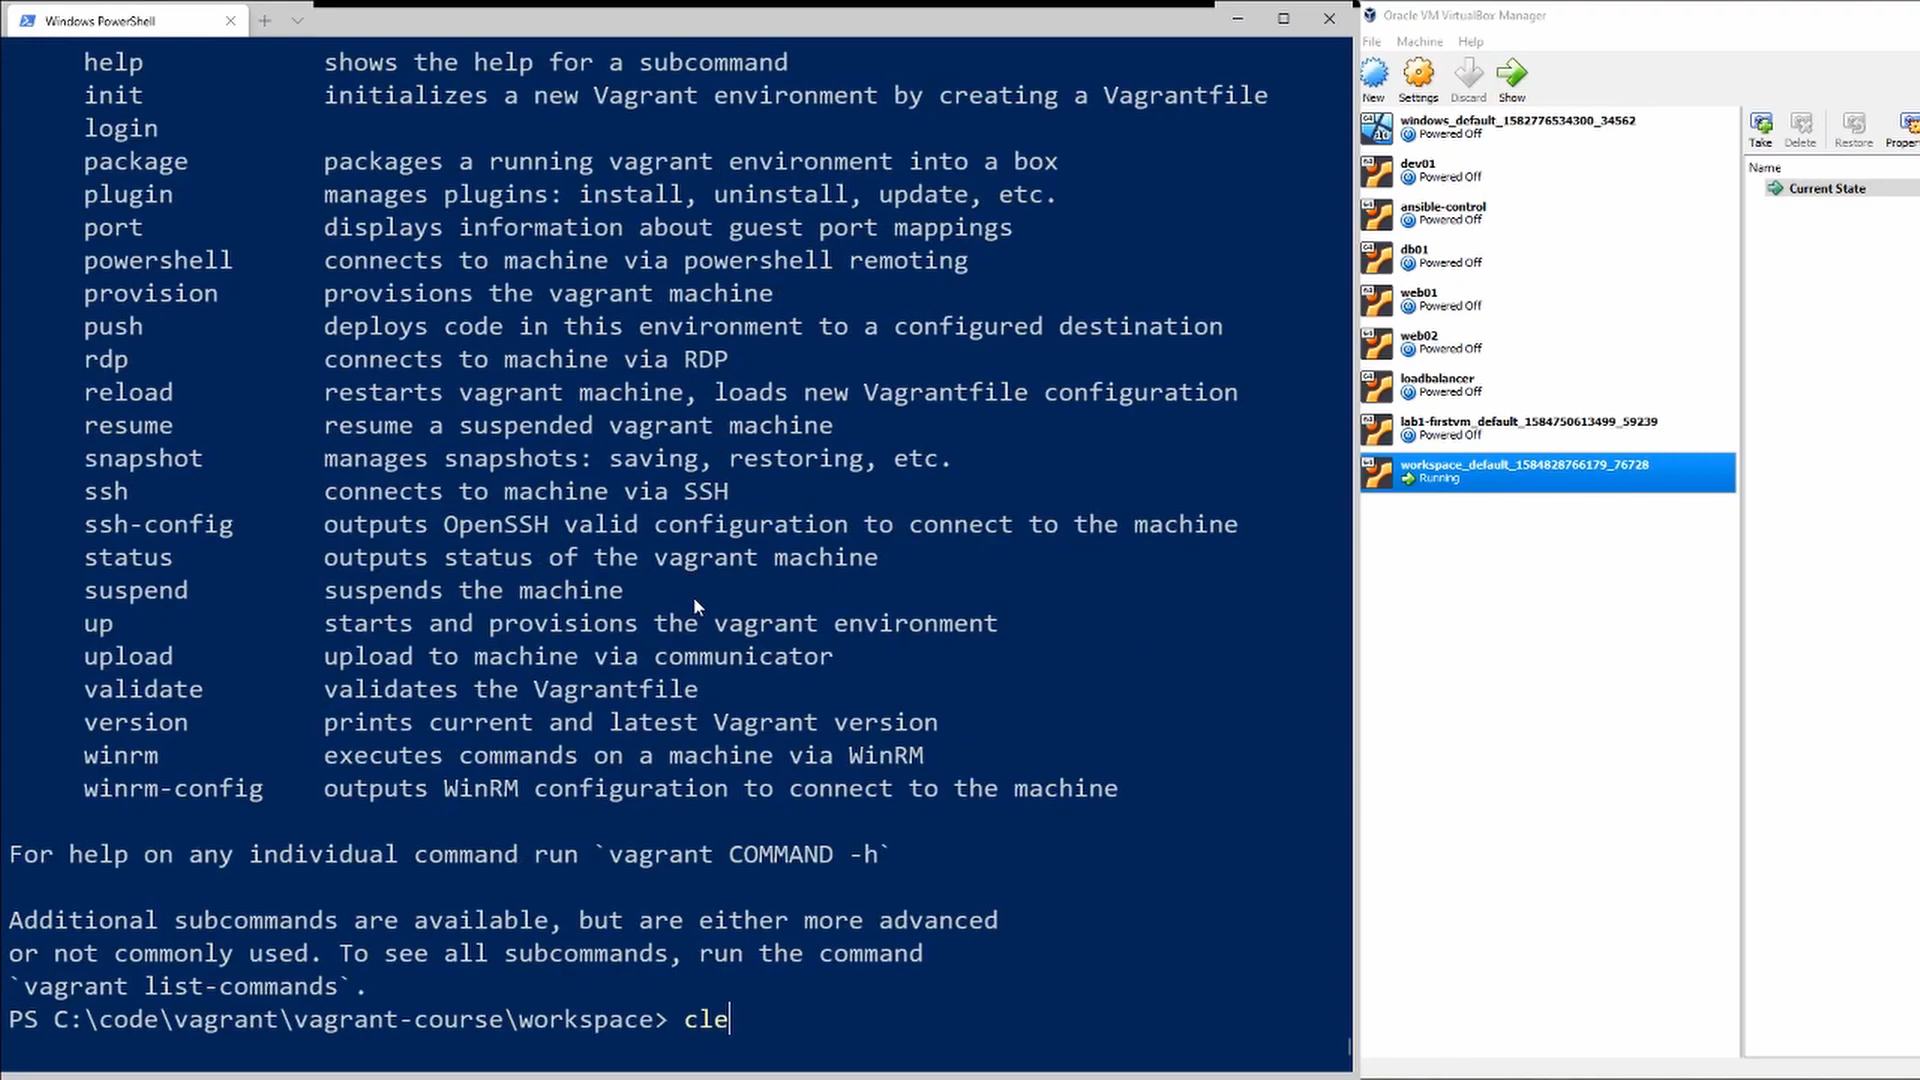 Windows PowerShell
help shows the help for a subcommand
init initializes a new Vagrant environment by creating a Vagrantfile
login
package packages a running vagrant environment into a box
plugin manages plugins: install, uninstall, update, etc.
port displays information about guest port mappings
powershell connects to machine via powershell remoting
provision provisions the vagrant machine
push deploys code in this environment to a configured destination
rdp connects to machine via RDP
reload restarts vagrant machine, loads new Vagrantfile configuration
resume resume a suspended vagrant machine
snapshot manages snapshots: saving, restoring, etc.
ssh connects to machine via SSH
ssh-config outputs OpenSSH valid configuration to connect to the machine
status outputs status of the vagrant machine
suspend suspends the machine
up starts and provisions the vagrant environment
upload upload to machine via communicator
validate validates the Vagrantfile
version prints current and latest Vagrant version
winrm executes commands on a machine via WinRM
winrm-config outputs WinRM configuration to connect to the machine
For help on any individual command run `vagrant COMMAND -h`
Additional subcommands are available, but are either more advanced
or not commonly used. To see all subcommands, run the command
`vagrant list-commands`.
PS C:\code\vagrant\vagrant-course\workspace> cle
Oracle VM VirtualBox Manager
File Machine Help
New Settings Discard Show
windows_default_1582776534300_34562
Powered Off
dev01
Powered Off
ansible-control
Powered Off
db01
Powered Off
web01
Powered Off
web02
Powered Off
loadbalancer
Powered Off
lab1-firstvm_default_1584750613499_59239
Powered Off
workspace_default_1584828766179_76728
Running
Take Delete Restore Proper
Name
Current State